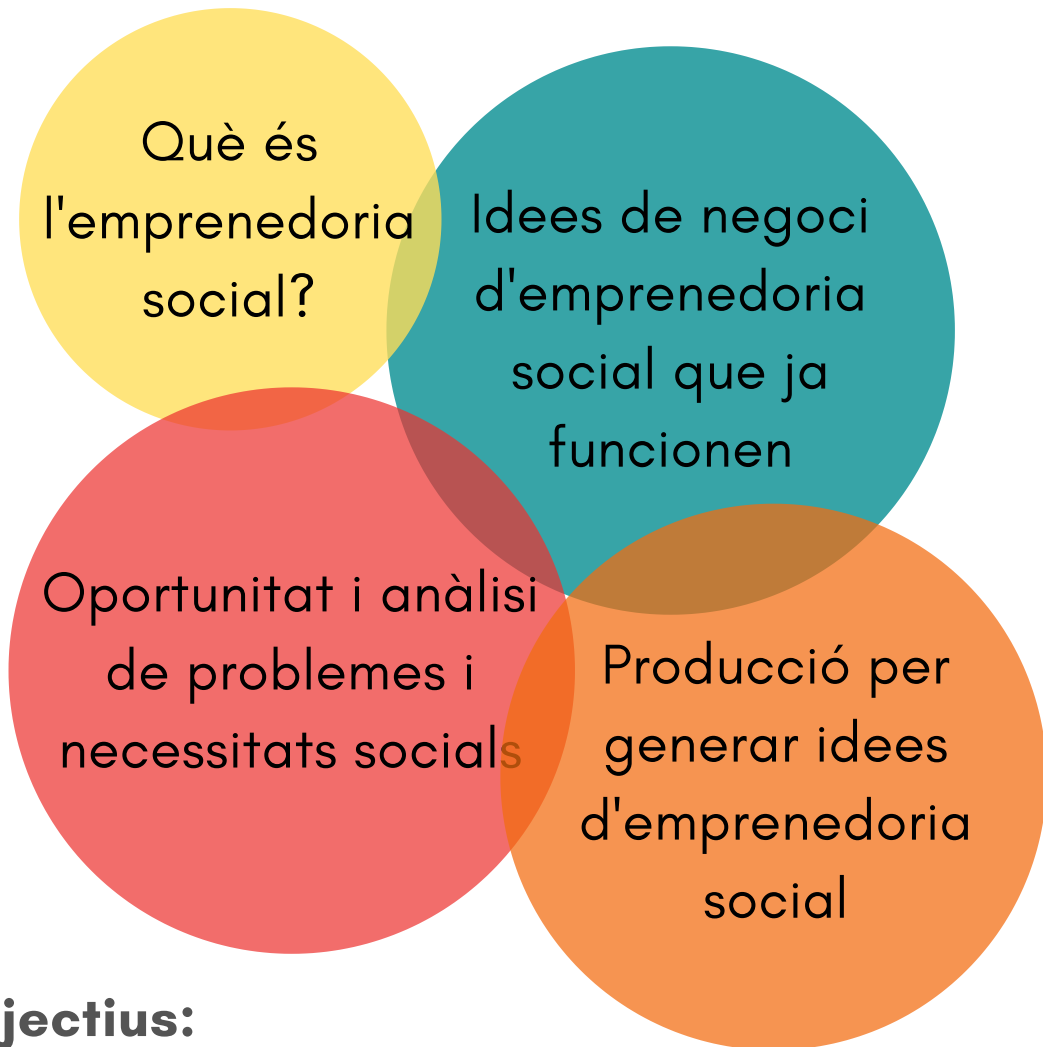 Què és
l'emprenedoria
social?
Idees de negoci
d'emprenedoria
social que ja
funcionen
Oportunitat i anàlisi
de problemes i
necessitats socials
Producció per
generar idees
d'emprenedoria
social
jectius: